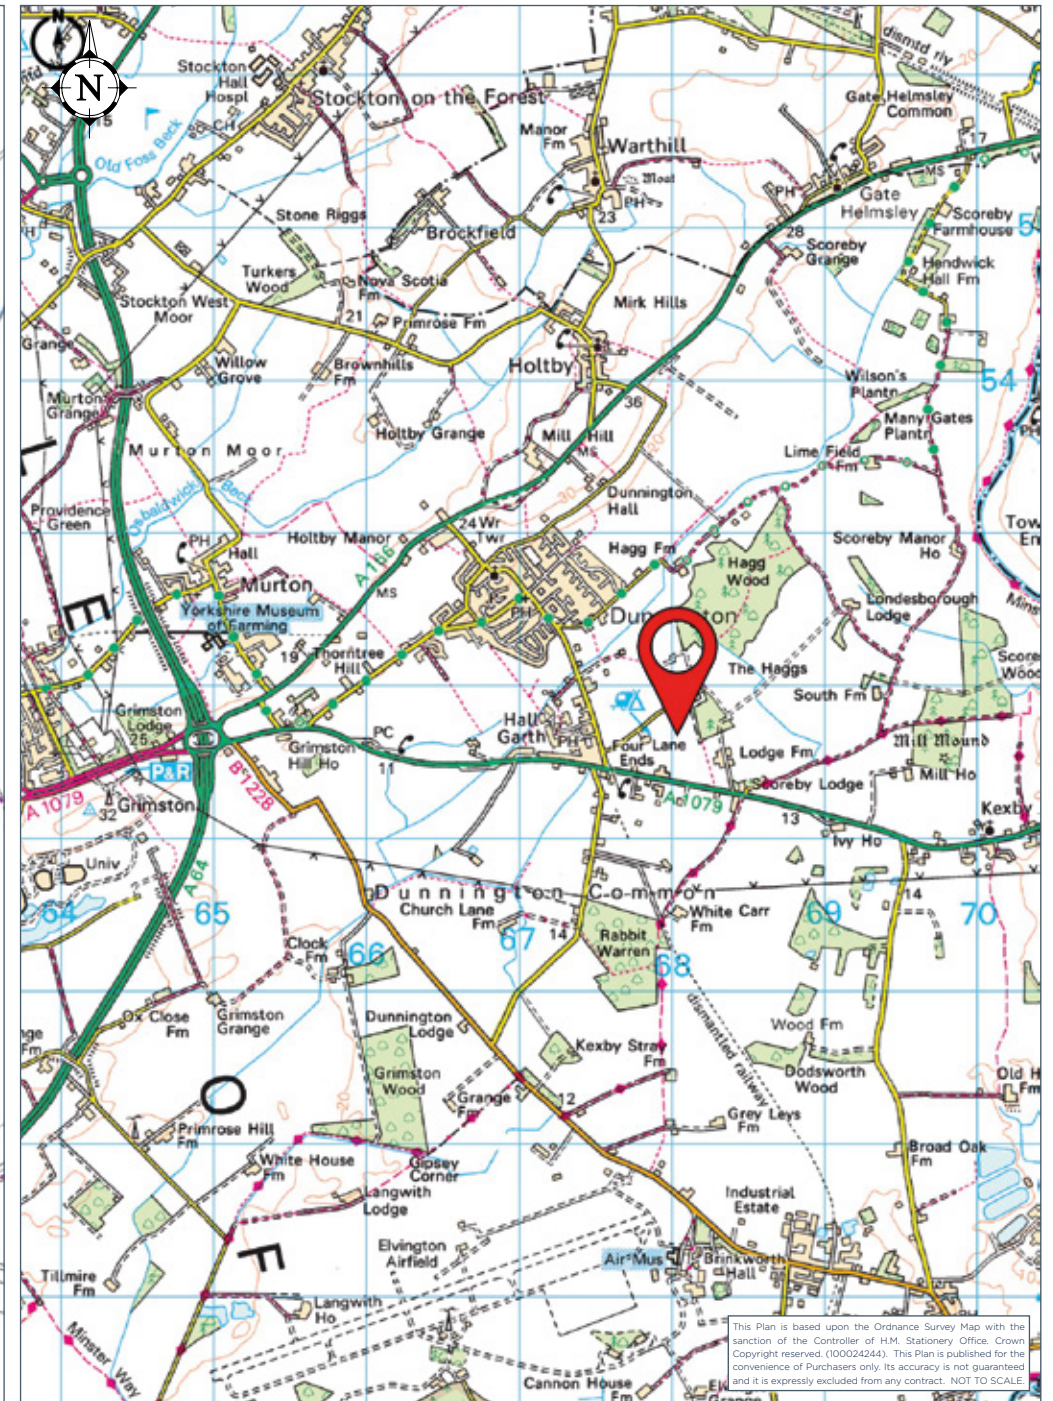 N
N
15
Stockton
Hall
Hospl
CH
Old Foss Beck
Stockton on the Forest
Manor
Fm
Warthill
Moat
PH
23
dismtd rly
20
Gate Helmsley
Common
17
MS
PH
Gate
Helmsley
28
Scoreby
Grange
Scoreby
Farmhouse
Hendwick
Hall Fm
Stone Riggs
Brockfield
Turkers
Wood
Nova Scotia
Fm
21
Primrose Fm
Stockton West
Moor
Mirk Hills
Grange
Willow
Grove
Brownhills
Fm
Holtby
36
Wilson's
Plantn
54
Murton
Grange
Holtby Grange
Mill Hill
MS
20
Many Gates
Plantn
Lime Field
Fm
Murton Moor
30
Osbaldwick Beck
Providence
Green
Dunnington
Hall
24 Wr
Twr
Holtby Manor
PH
Hall
Hagg Fm
Hagg
Wood
Scoreby Manor
Ho
A 166
Murton
MS
PH
Yorkshire Museum
of Farming
Londesborough
Lodge
E
19
Thorntree
Hill
The Haggs
South Fm
Grimston
Lodge
25
PC
Hall
Garth
PH
Four Lane
Ends
Lodge Fm
Mill Mound
Mill Ho
P&R
B 1228
Grimston
Hill Ho
11
Scoreby Lodge
A 1079
A 1079
32
Grimston
13
Ivy Ho
Kexby
Univ
A 64
Dunnington Common
14
64
65
Church Lane
Fm
67
14
White Carr
Fm
69
70
Clock
Fm
66
Rabbit
Warren
68
Ox Close
Fm
Grimston
Grange
Dunnington
Lodge
dismantled railway
Wood Fm
Kexby Stray
Fm
Dodsworth
Wood
O
20
Grimston
Wood
Grange
Fm
12
Grey Leys
Fm
Primrose Hill
Fm
White House
Fm
Gipsey
Corner
Broad Oak
Fm
Langwith
Lodge
Industrial
Estate
F
Elvington
Airfield
Air Mus
Brinkworth
Hall
Tillmire
Fm
Langwith
Ho
Minster Way
Cannon House
Fm
This Plan is based upon the Ordnance Survey Map with the
sanction of the Controller of H.M. Stationery Office. Crown
Copyright reserved. (100024244). This Plan is published for the
convenience of Purchasers only. Its accuracy is not guaranteed
and it is expressly excluded from any contract. NOT TO SCALE.